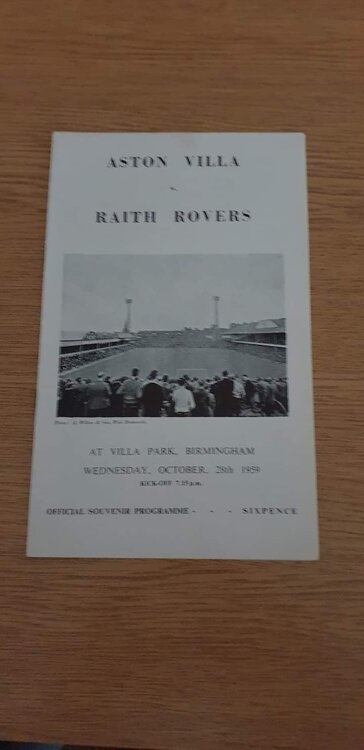 ASTON VILLA
v.
RAITH ROVERS
AT VILLA PARK, BIRMINGHAM
WEDNESDAY, OCTOBER, 28th 1959
KICK-OFF 7.15 p.m.
OFFICIAL SOUVENIR PROGRAMME - - - SIXPENCE